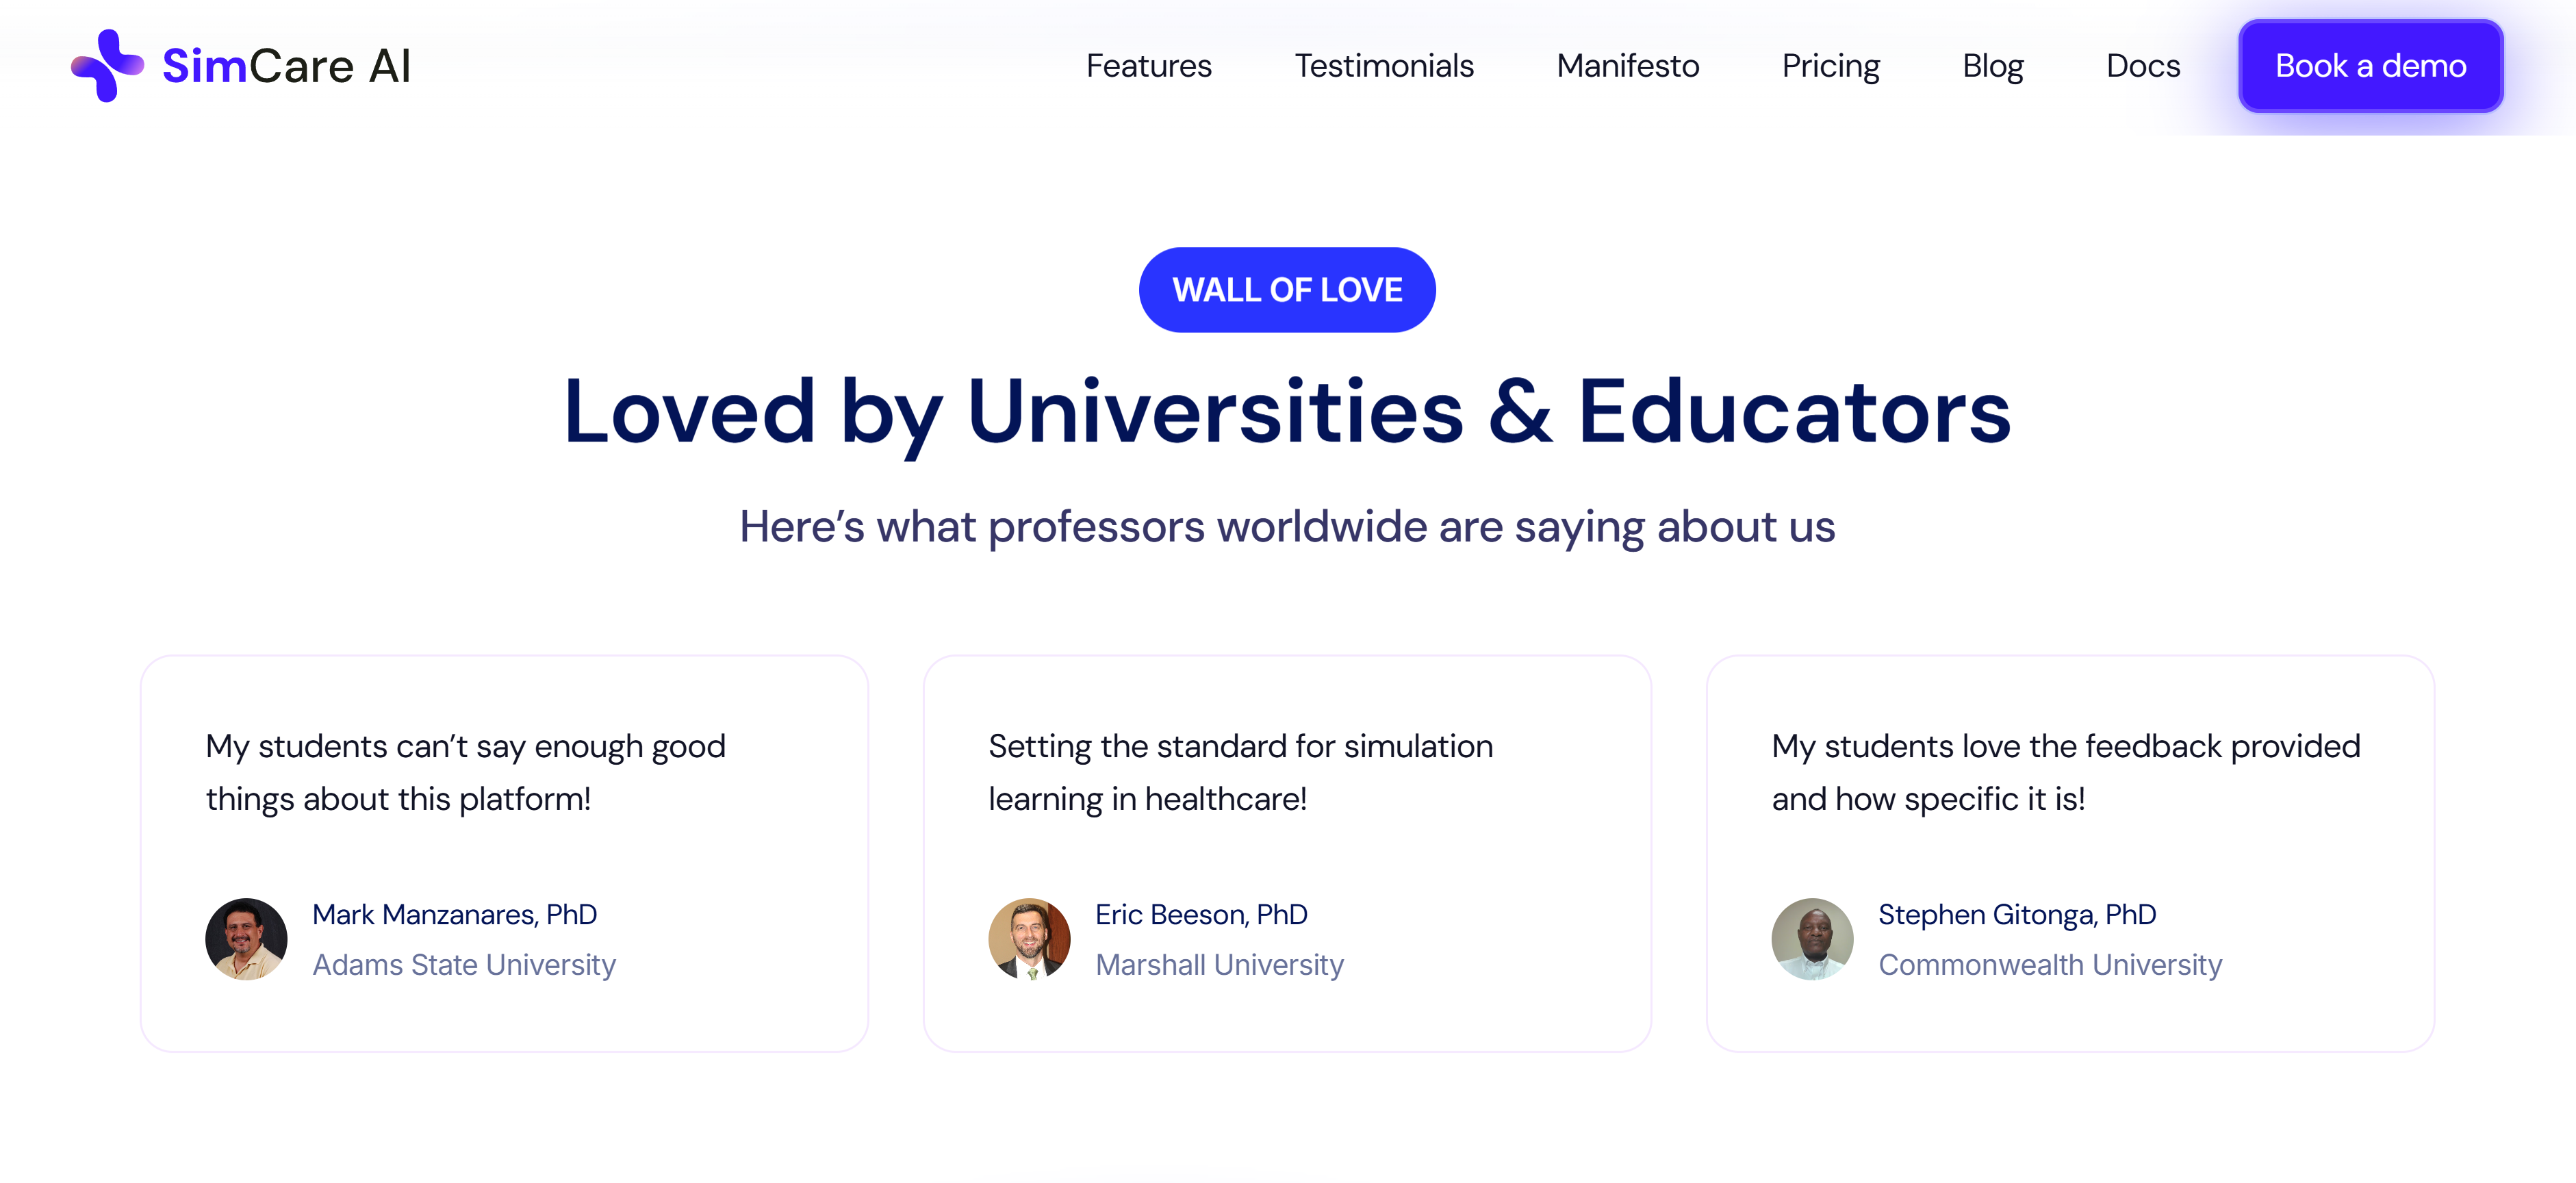 SimCare AI
Features
Testimonials
Manifesto
Pricing
Blog
Docs
Book a demo
WALL OF LOVE
Loved by Universities & Educators
Here’s what professors worldwide are saying about us
My students can’t say enough good
things about this platform!
Mark Manzanares, PhD
Adams State University
Setting the standard for simulation
learning in healthcare!
Eric Beeson, PhD
Marshall University
My students love the feedback provided
and how specific it is!
Stephen Gitonga, PhD
Commonwealth University